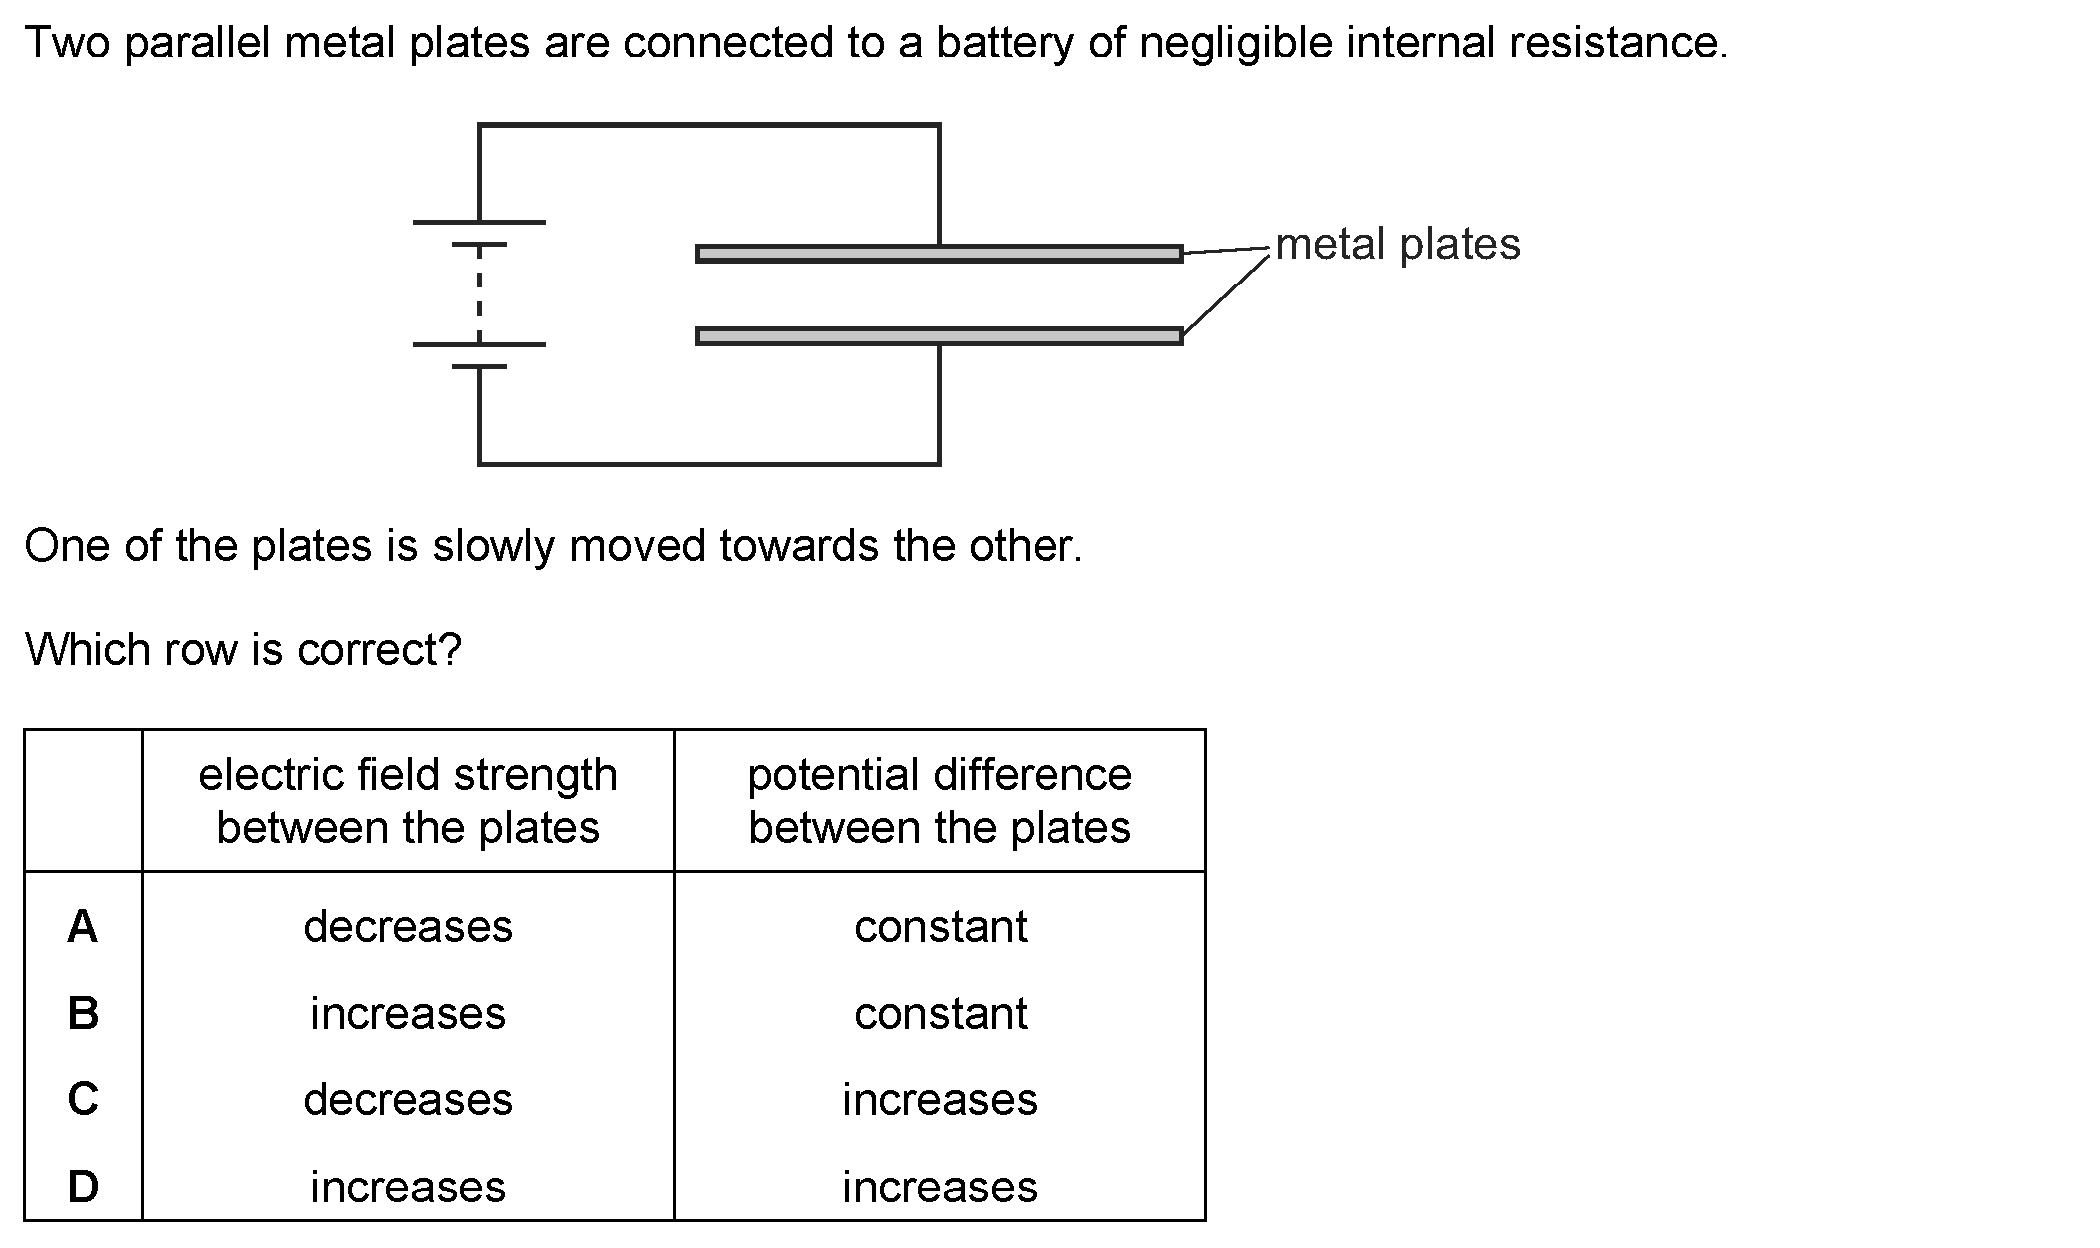 Two parallel metal plates are connected to a battery of negligible internal resistance.
metal plates
One of the plates is slowly moved towards the other.
Which row is correct?
electric field strength between the plates
potential difference between the plates
A decreases constant
B increases constant
C decreases increases
D increases increases